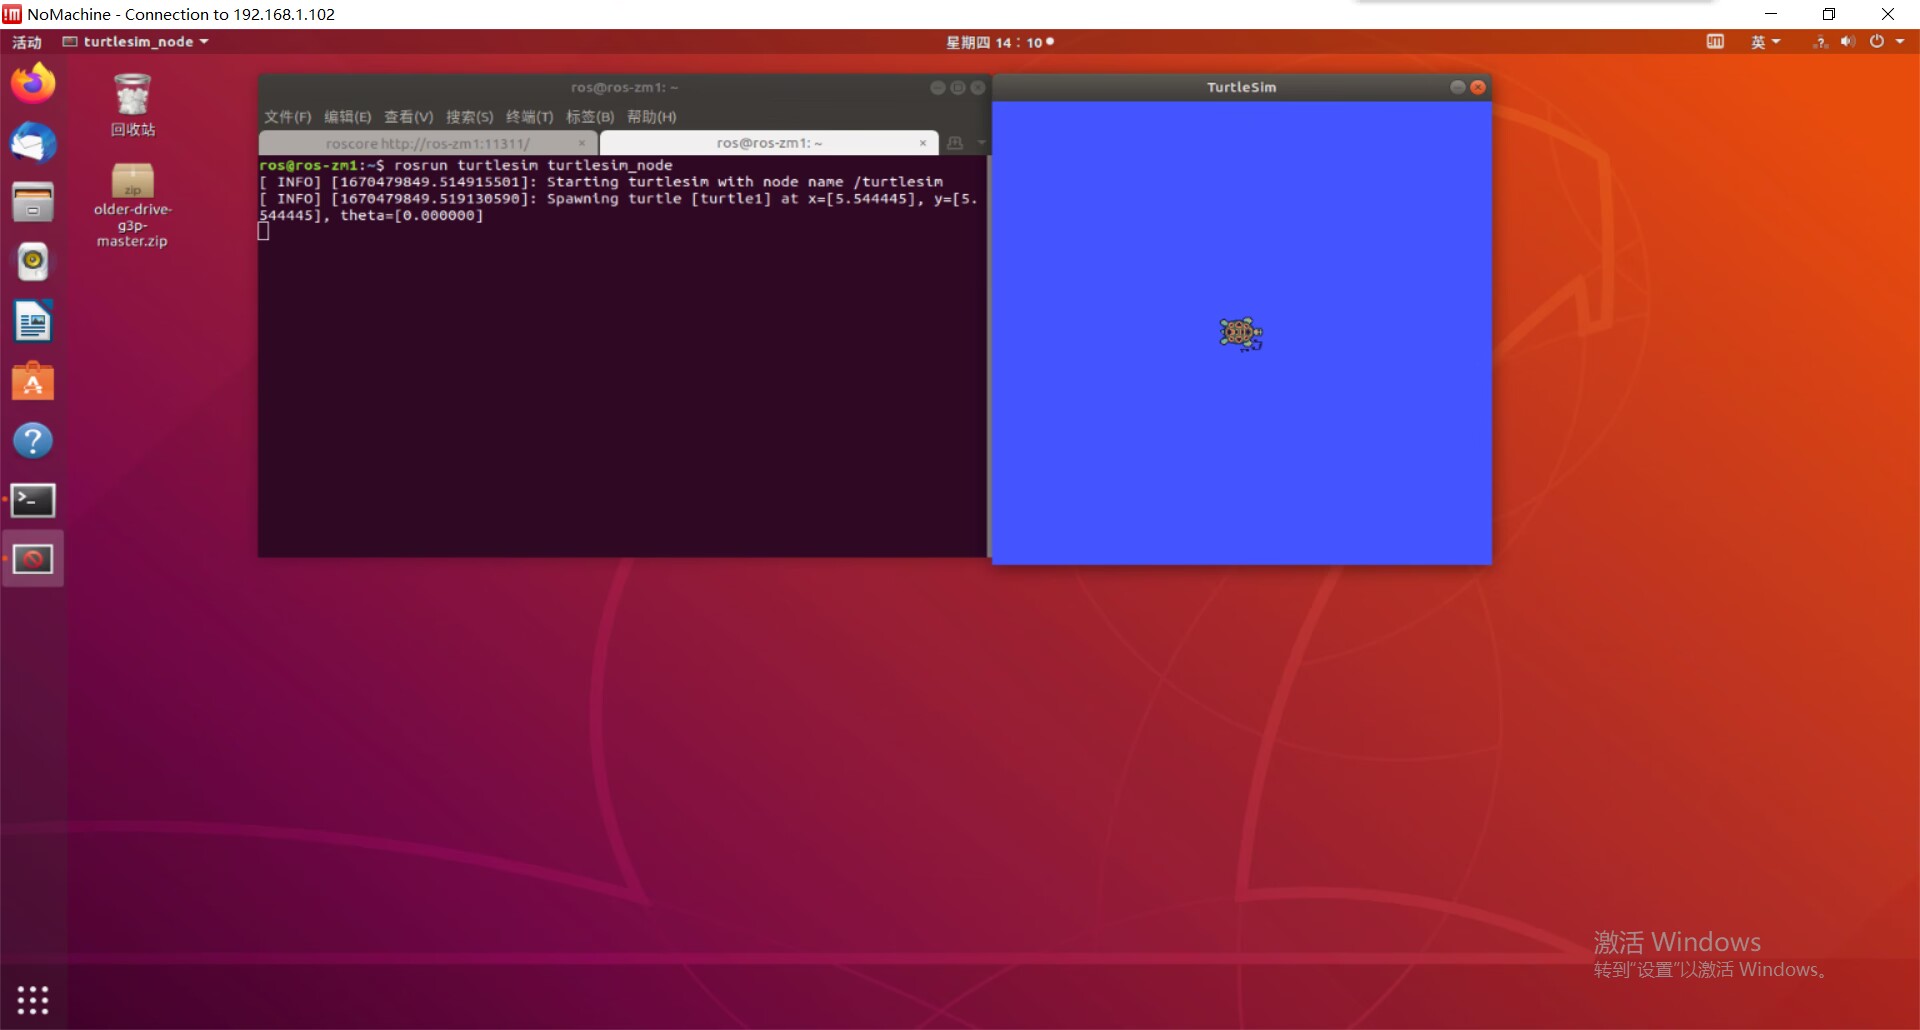 NoMachine - Connection to 192.168.1.102
活动
turtlesim_node
星期四 14：10
英
回收站
zip
older-drive-
g3p-
master.zip
ros@ros-zm1: ~
文件(F) 编辑(E) 查看(V) 搜索(S) 终端(T) 标签(B) 帮助(H)
roscore http://ros-zm1:11311/
ros@ros-zm1: ~
ros@ros-zm1:~$ rosrun turtlesim turtlesim_node
[ INFO] [1670479849.514915501]: Starting turtlesim with node name /turtlesim
[ INFO] [1670479849.519130590]: Spawning turtle [turtle1] at x=[5.544445], y=[5.
544445], theta=[0.000000]
TurtleSim
激活 Windows
转到"设置"以激活 Windows。